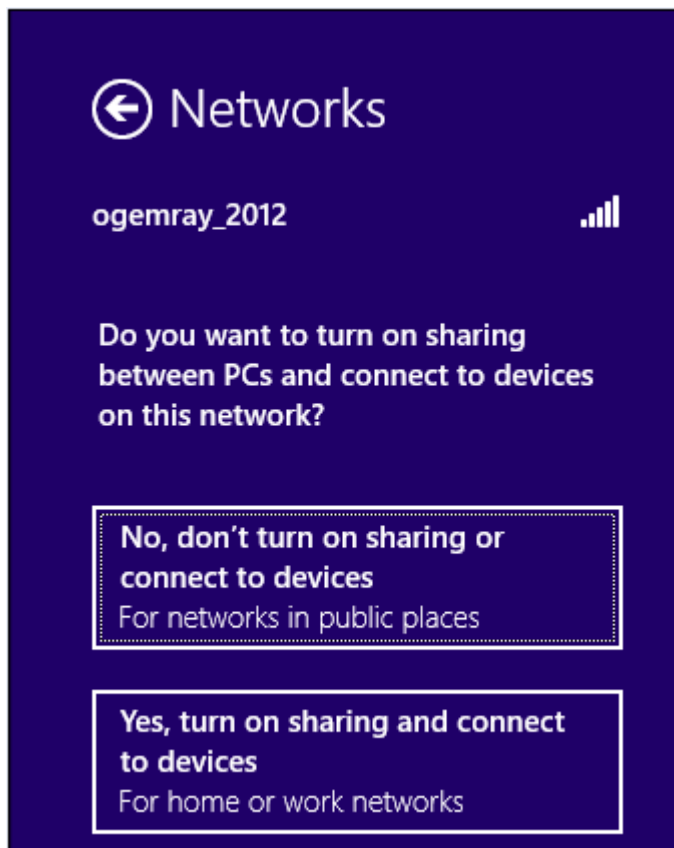 Networks
ogemray_2012
Do you want to turn on sharing
between PCs and connect to devices
on this network?
No, don’t turn on sharing or
connect to devices
For networks in public places
Yes, turn on sharing and connect
to devices
For home or work networks